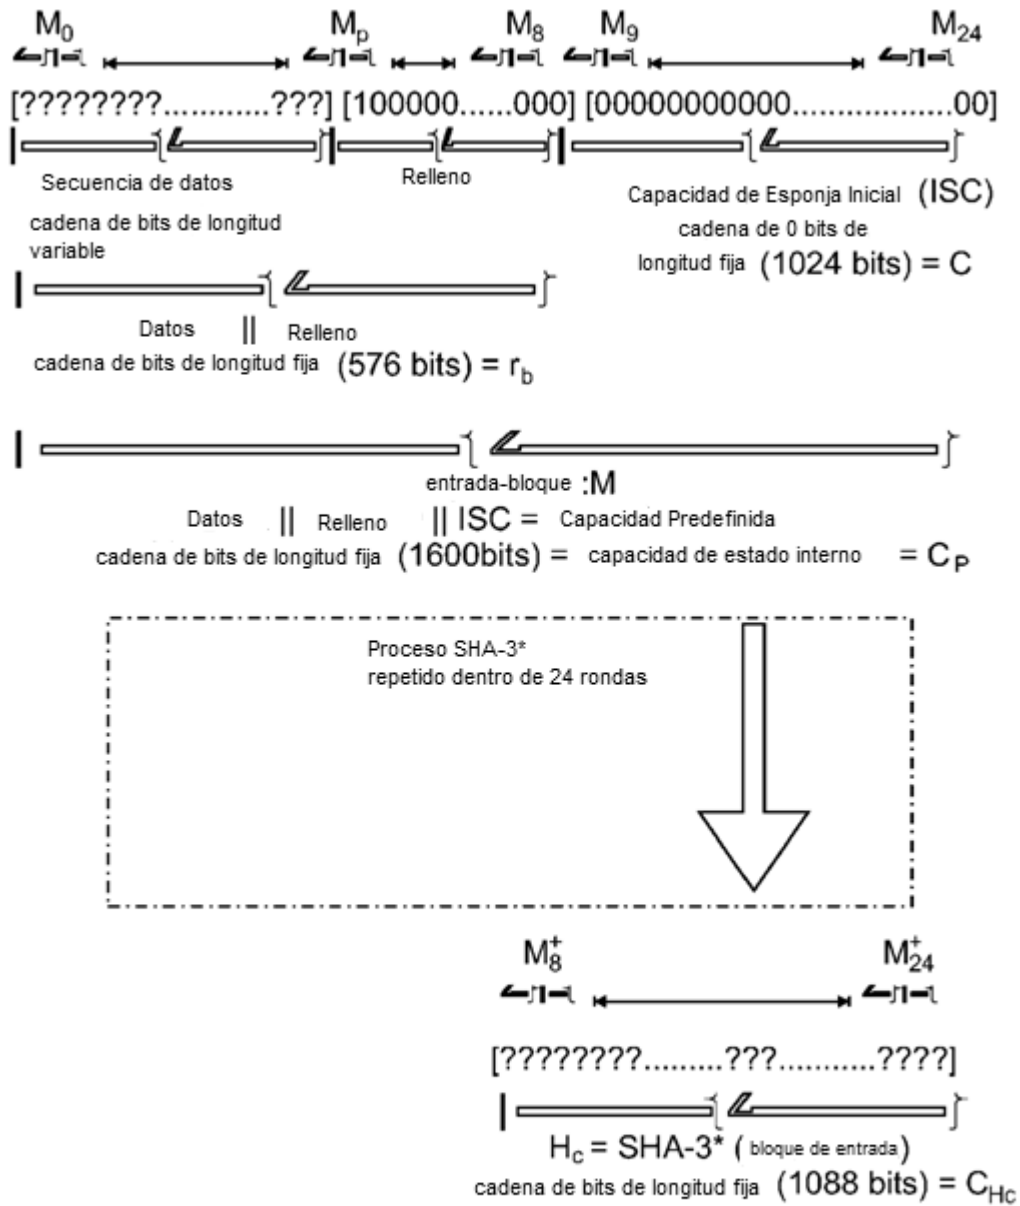 M0 Mp M8 M9 M24
[????????............???] [100000......000] [00000000000..................00]
Secuencia de datos
Relleno
Capacidad de Esponja Inicial (ISC)
cadena de bits de longitud
variable
cadena de 0 bits de
longitud fija (1024 bits) = C
Datos || Relleno
cadena de bits de longitud fija (576 bits) = rb
entrada-bloque :M
Datos || Relleno || ISC = Capacidad Predefinida
cadena de bits de longitud fija (1600bits) = capacidad de estado interno = CP
Proceso SHA-3*
repetido dentro de 24 rondas
M8+ M24+
[????????.........???...........????]
Hc = SHA-3* ( bloque de entrada)
cadena de bits de longitud fija (1088 bits) = CHc